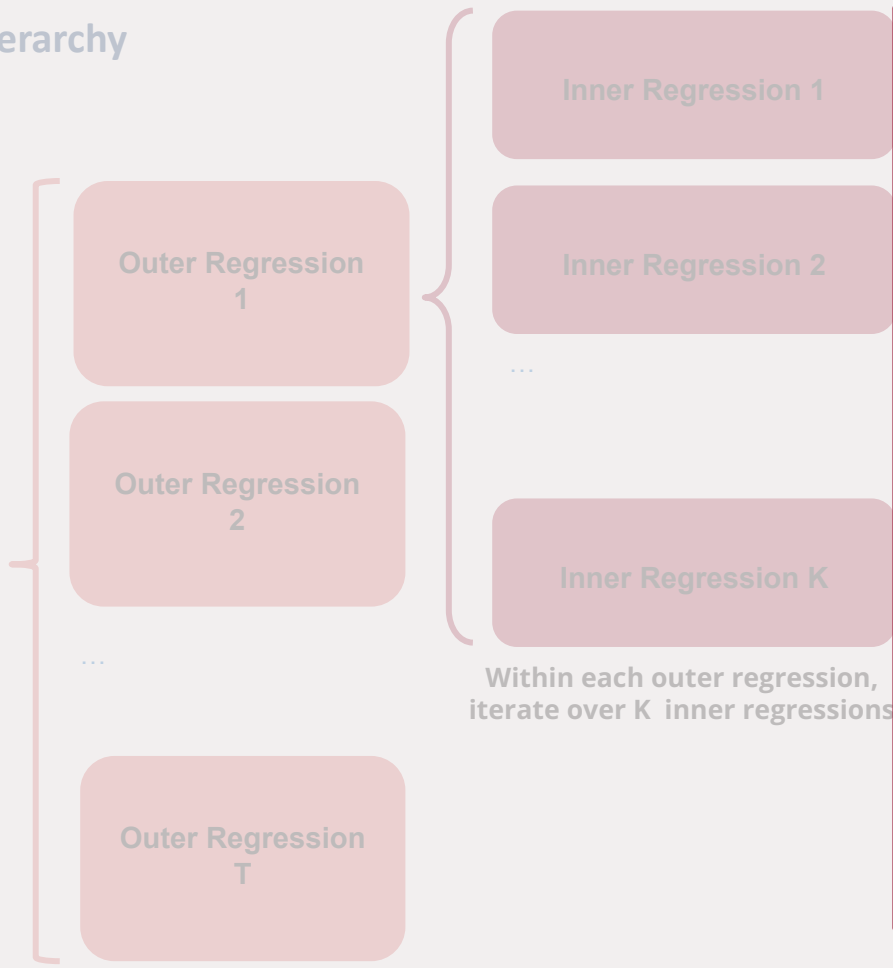 erarchy
Inner Regression 1
Inner Regression 2
...
Inner Regression K
Within each outer regression,
iterate over K inner regressions
Outer Regression
1
Outer Regression
2
...
Outer Regression
T